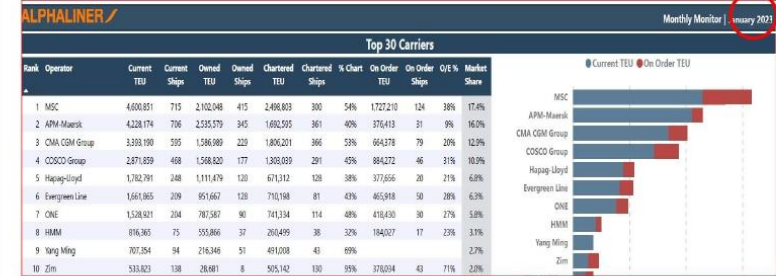 ALPHALINER
Monthly Monitor | January 2023
Top 30 Carriers
Rank Operator Current TEU Current Ships Owned TEU Owned Ships Chartered TEU Chartered Ships % Chart On Order TEU On Order Ships O/E % Market Share
1 MSC 4,600,851 715 2,102,048 415 2,498,803 300 54% 1,727,210 124 38% 17.4%
2 APM-Maersk 4,228,174 706 2,535,579 345 1,692,595 361 40% 376,413 31 9% 16.0%
3 CMA CGM Group 3,393,190 595 1,586,989 229 1,806,201 366 53% 664,378 79 20% 12.9%
4 COSCO Group 2,871,859 468 1,568,820 177 1,303,039 291 45% 884,272 46 31% 10.9%
5 Hapag-Lloyd 1,782,791 248 1,111,479 120 671,312 128 38% 377,656 20 21% 6.8%
6 Evergreen Line 1,661,865 209 951,667 128 710,198 81 43% 465,918 50 28% 6.3%
7 ONE 1,528,921 204 787,587 90 741,334 114 48% 418,430 30 27% 5.8%
8 HMM 816,365 75 555,866 37 260,499 38 32% 184,027 17 23% 3.1%
9 Yang Ming 707,354 94 216,346 51 491,008 43 69% 2.7%
10 Zim 533,823 138 28,681 8 505,142 130 95% 378,034 43 71% 2.0%
Current TEU On Order TEU
MSC
APM-Maersk
CMA CGM Group
COSCO Group
Hapag-Lloyd
Evergreen Line
ONE
HMM
Yang Ming
Zim